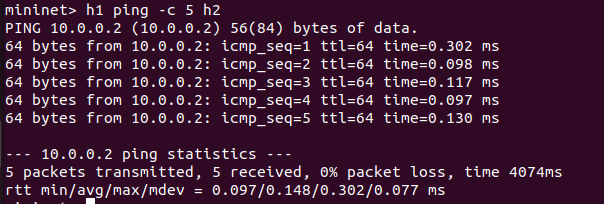 mininet> h1 ping -c 5 h2
PING 10.0.0.2 (10.0.0.2) 56(84) bytes of data.
64 bytes from 10.0.0.2: icmp_seq=1 ttl=64 time=0.302 ms
64 bytes from 10.0.0.2: icmp_seq=2 ttl=64 time=0.098 ms
64 bytes from 10.0.0.2: icmp_seq=3 ttl=64 time=0.117 ms
64 bytes from 10.0.0.2: icmp_seq=4 ttl=64 time=0.097 ms
64 bytes from 10.0.0.2: icmp_seq=5 ttl=64 time=0.130 ms
--- 10.0.0.2 ping statistics ---
5 packets transmitted, 5 received, 0% packet loss, time 4074ms
rtt min/avg/max/mdev = 0.097/0.148/0.302/0.077 ms